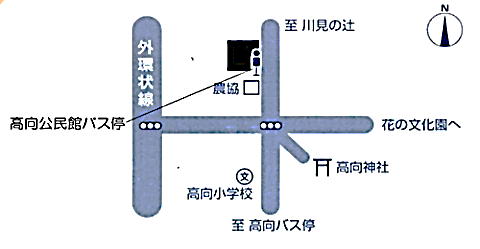 N
至 川見の辻
外環状線
農協
高向公民館バス停
花の文化園へ
文
高向神社
高向小学校
至 高向バス停